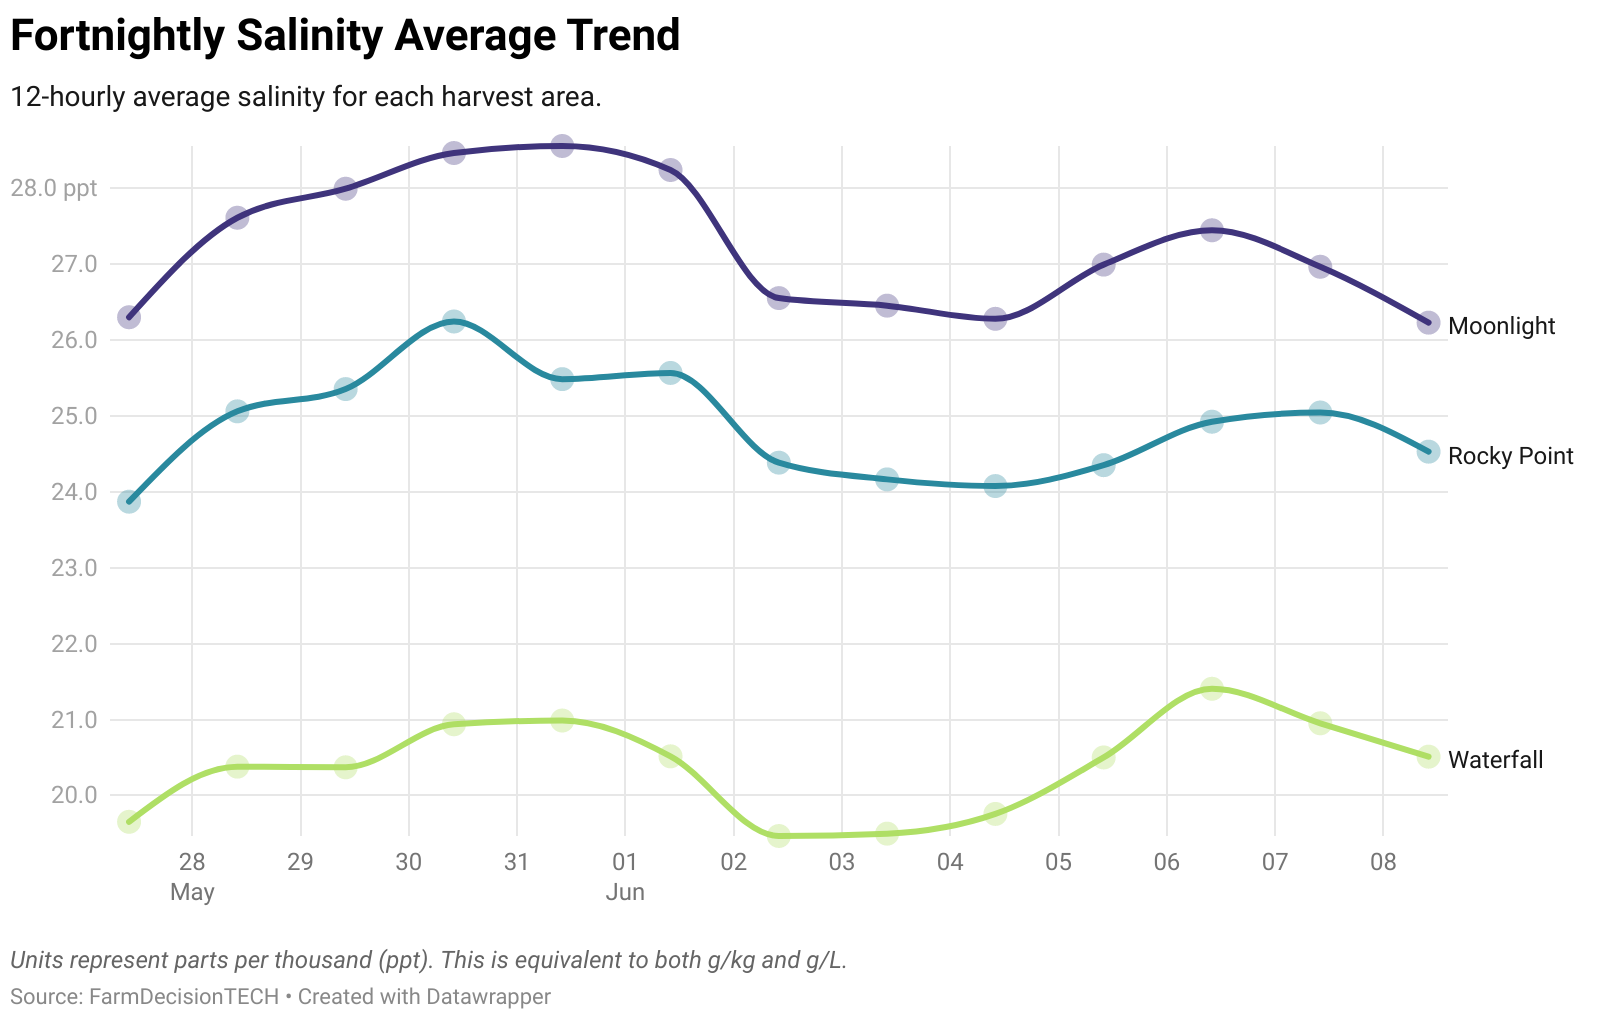 Fortnightly Salinity Average Trend
12-hourly average salinity for each harvest area.
28.0 ppt
27.0
26.0
25.0
24.0
23.0
22.0
21.0
20.0
Moonlight
Rocky Point
Waterfall
28 29 30 31 01 02 03 04 05 06 07 08
May Jun
Units represent parts per thousand (ppt). This is equivalent to both g/kg and g/L.
Source: FarmDecisionTECH • Created with Datawrapper